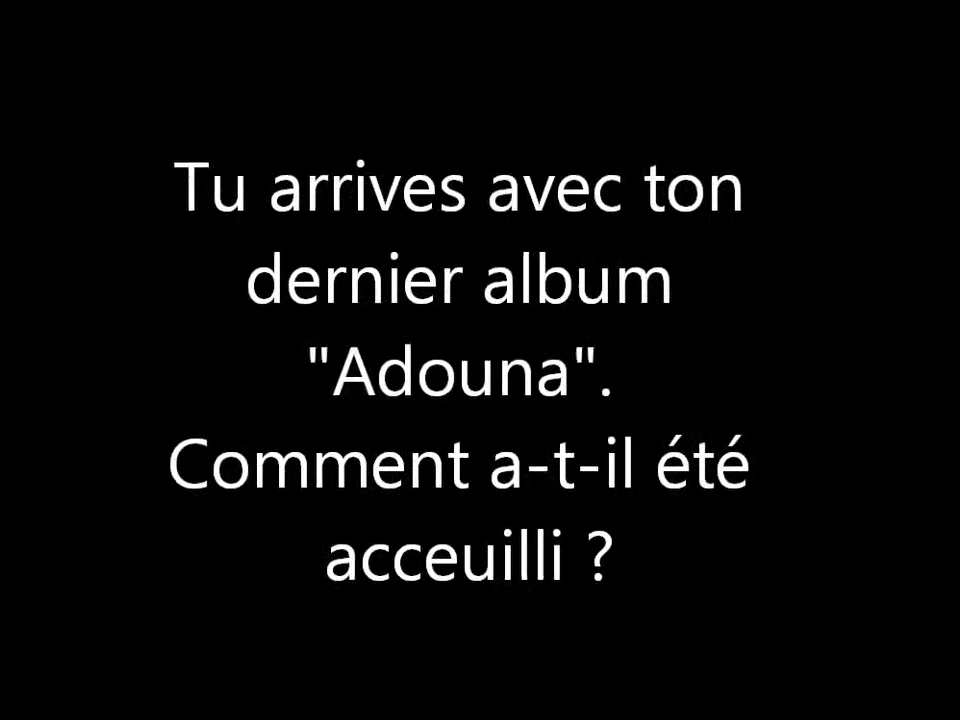 Tu arrives avec ton
dernier album
"Adouna".
Comment a-t-il été
acceuilli ?